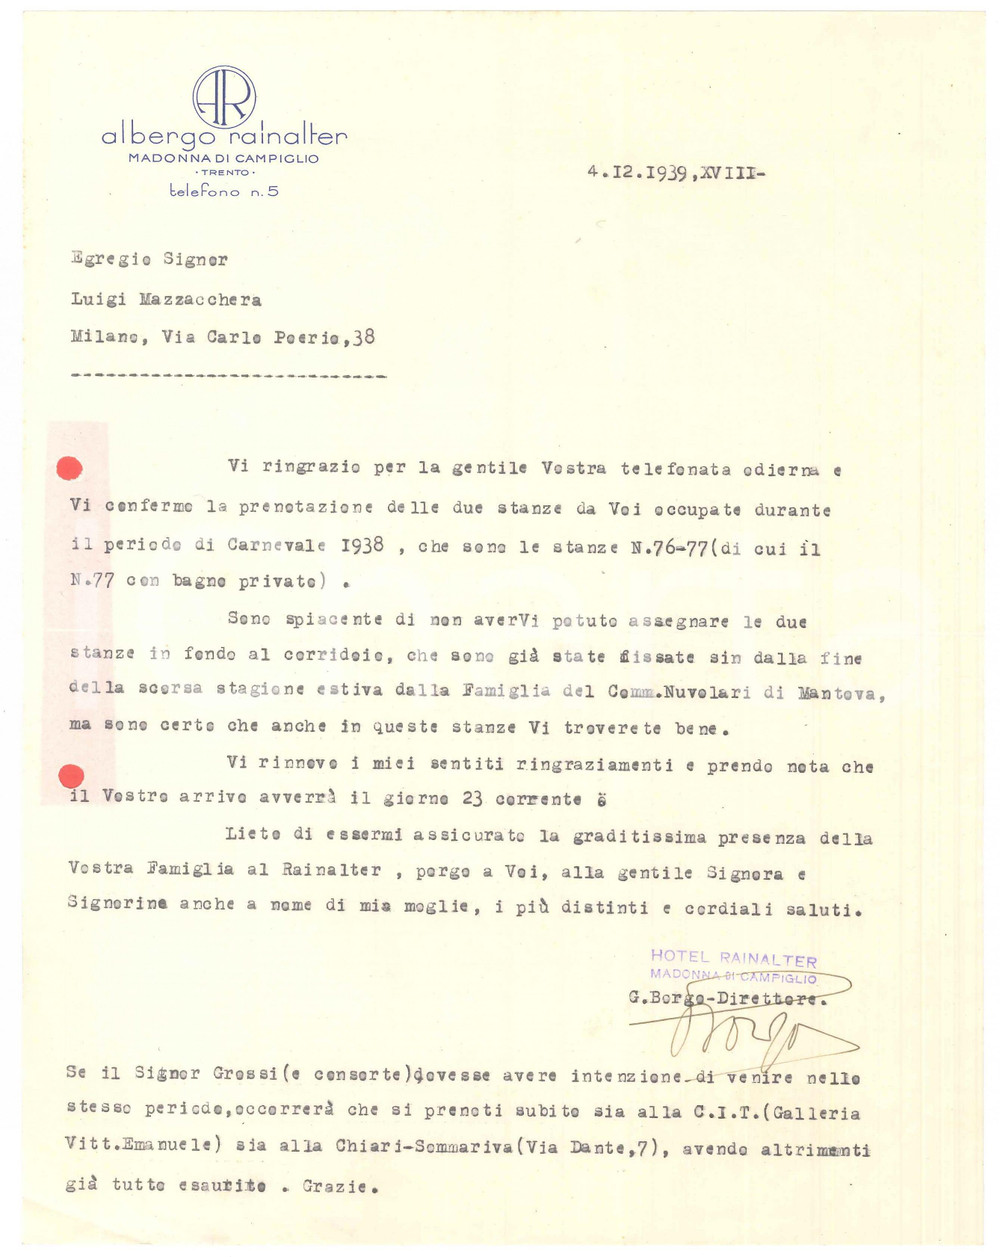 AR
albergo rainalter
MADONNA DI CAMPIGLIO
· TRENTO ·
telefono n. 5
4.12.1939,XVIII-
Egregio Signor
Luigi Mazzacchera
Milano, Via Carlo Poerio,38
---------------------------
Vi ringrazio per la gentile Vostra telefonata odierna e
Vi confermo la prenotazione delle due stanze da Voi occupate durante
il periodo di Carnevale 1938 , che sono le stanze N.76-77(di cui il
N.77 con bagno privato) .
Sono spiacente di non averVi potuto assegnare le due
stanze in fondo al corridoio, che sono già state fissate sin dalla fine
della scorsa stagione estiva dalla Famiglia del Comm.Nuvolari di Mantova,
ma sono certo che anche in queste stanze Vi troverete bene.
Vi rinnovo i miei sentiti ringraziamenti e prendo nota che
il Vostro arrivo avverrà il giorno 23 corrente
Lieto di essermi assicurato la graditissima presenza della
Vostra Famiglia al Rainalter , porgo a Voi, alla gentile Signora e
Signorine anche a nome di mia moglie, i più distinti e cordiali saluti.
HOTEL RAINALTER
MADONNA DI CAMPIGLIO
G.Borgo-Direttore.
Borgo
Se il Signor Grossi(e consorte)dovesse avere intenzione di venire nello
stesso periodo,occorrerà che si prenoti subito sia alla C.I.T.(Galleria
Vitt.Emanuele) sia alla Chiari-Sommariva(Via Dante,7), avendo altrimenti
già tutto esaurito . Grazie.